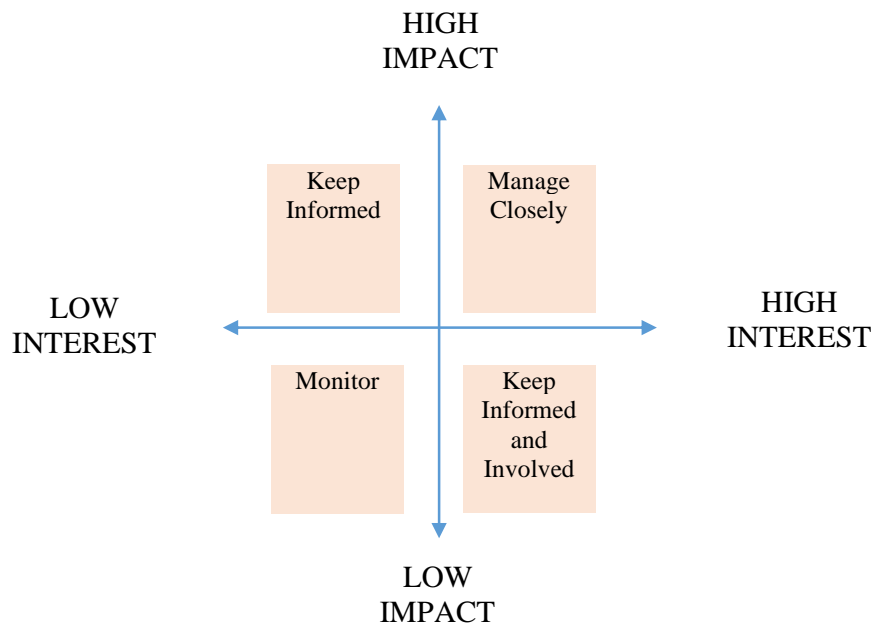 HIGH
IMPACT
Keep
Informed
Manage
Closely
LOW
INTEREST
HIGH
INTEREST
Monitor
Keep
Informed
and
Involved
LOW
IMPACT